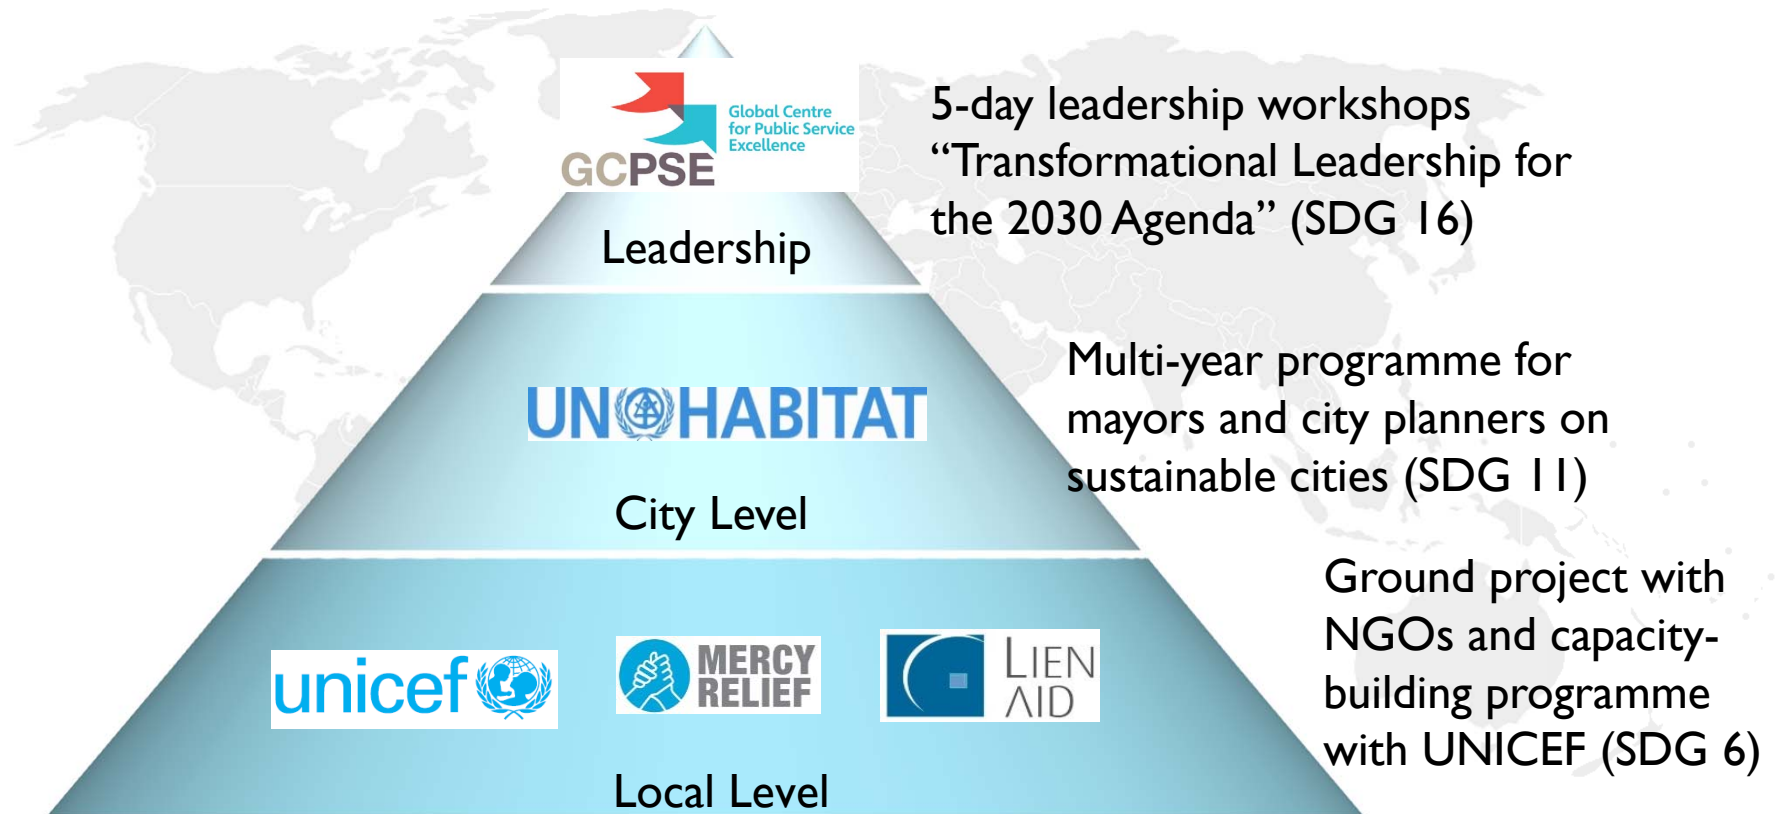 Global Centre
for Public Service
Excellence
GCPSE
Leadership
5-day leadership workshops
“Transformational Leadership for
the 2030 Agenda” (SDG 16)
UN HABITAT
City Level
Multi-year programme for
mayors and city planners on
sustainable cities (SDG 11)
unicef
MERCY
RELIEF
LIEN
AID
Local Level
Ground project with
NGOs and capacity-
building programme
with UNICEF (SDG 6)